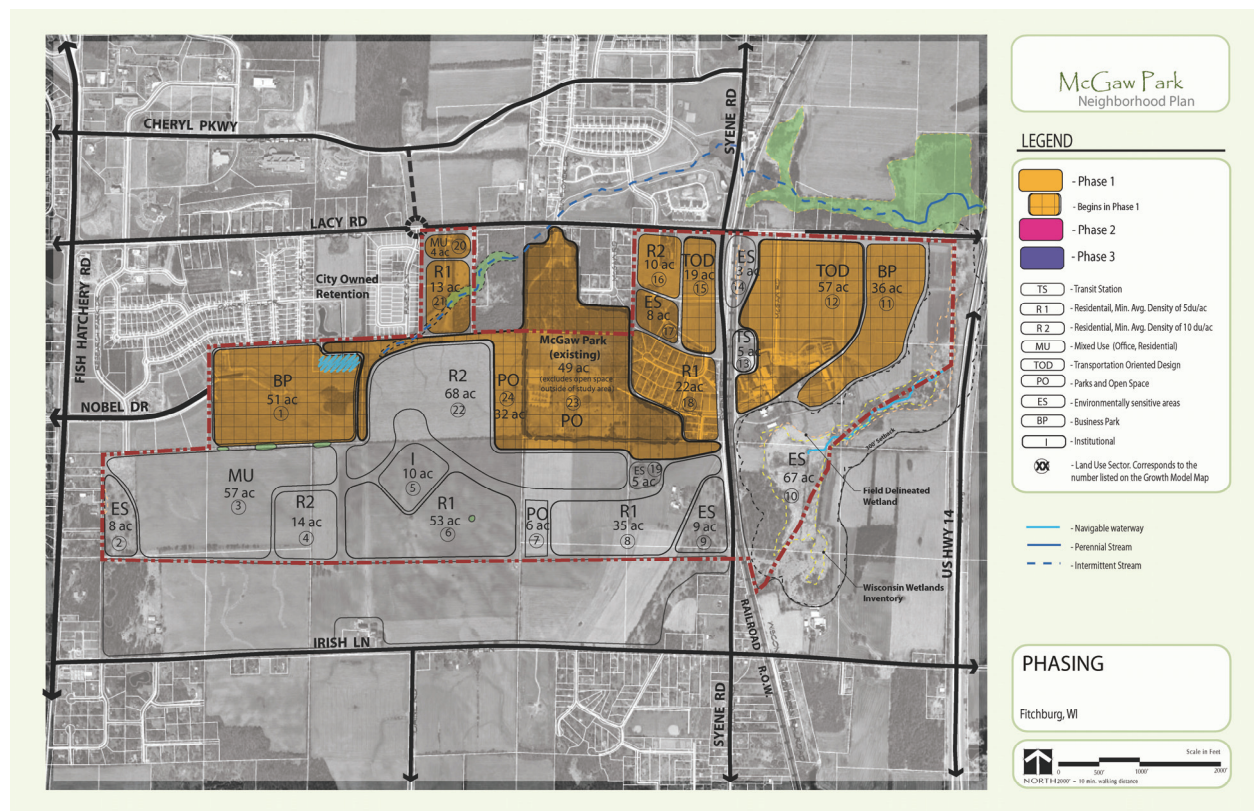 McGaw Park
Neighborhood Plan
LEGEND
- Phase 1
- Begins in Phase 1
- Phase 2
- Phase 3
TS - Transit Station
R 1 - Residentail, Min. Avg. Density of 5du/ac
R 2 - Residential, Min. Avg. Density of 10 du/ac
MU - Mixed Use (Office, Residential)
TOD - Transportation Oriented Design
PO - Parks and Open Space
ES - Environmentally sensitive areas
BP - Business Park
I - Institutional
XX - Land Use Sector. Corresponds to the
number listed on the Growth Model Map
- Navigable waterway
- Perennial Stream
- Intermittent Stream
PHASING
Fitchburg, WI
Scale in Feet
0 500' 1000' 2000'
NORTH 2000' = 10 min. walking distance
CHERYL PKWY
SYENE RD
LACY RD
FISH HATCHERY RD
City Owned
Retention
MU
4 ac 20
R1
13 ac
21
R2
10 ac
16
TOD
19 ac
15
ES
3 ac
14
TOD
57 ac
12
BP
36 ac
11
ES
8 ac
17
TS
5 ac
13
McGaw Park
(existing)
49 ac
(excludes open space
outside of study area)
23
PO
R1
22ac
18
BP
51 ac
1
R2
68 ac
22
PO
24
32 ac
NOBEL DR
300' Setback
MU
57 ac
3
I
10 ac
5
ES 19
5 ac
ES
67 ac
10
Field Delineated
Wetland
ES
8 ac
2
R2
14 ac
4
R1
53 ac
6
PO
6 ac
7
R1
35 ac
8
ES
9 ac
9
US HWY 14
Wisconsin Wetlands
Inventory
IRISH LN
RAILROAD R.O.W.
SYENE RD